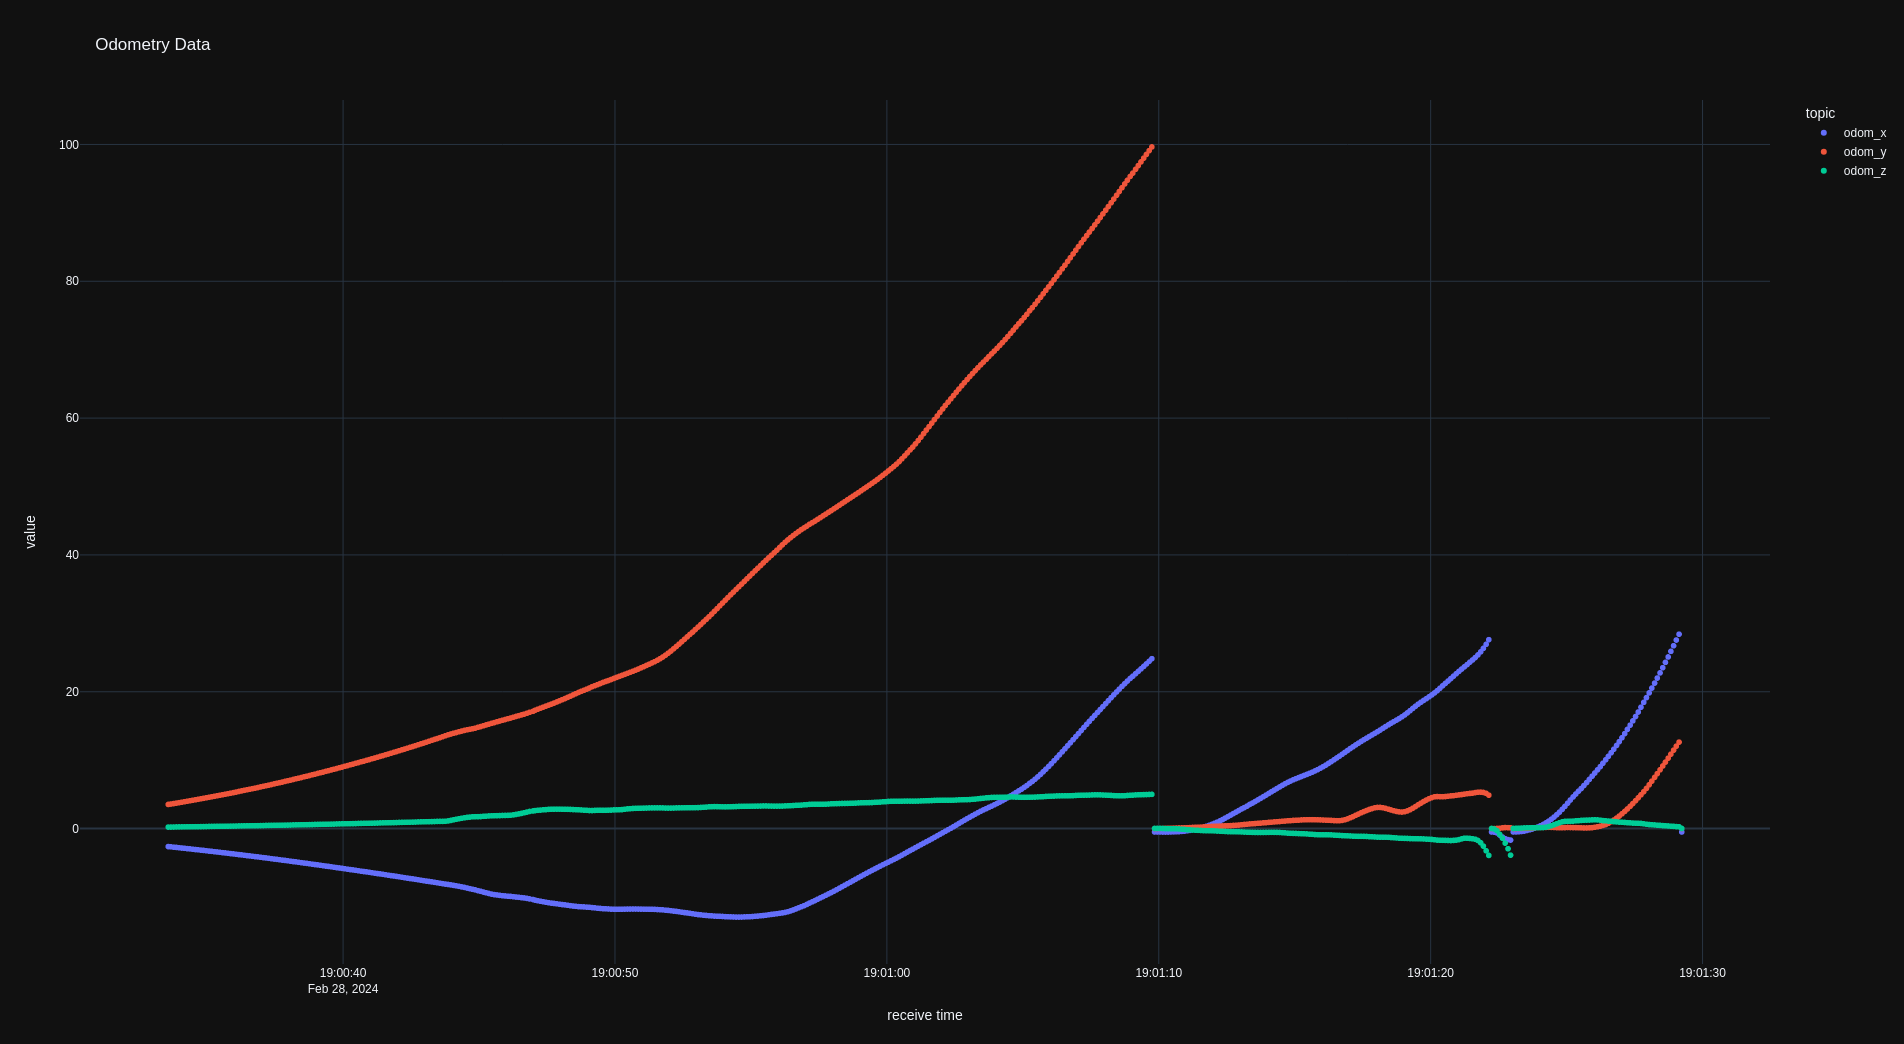 Odometry Data
topic
odom_x
odom_y
odom_z
100
80
60
40
20
0
value
19:00:40
Feb 28, 2024
19:00:50
19:01:00
19:01:10
19:01:20
19:01:30
receive time